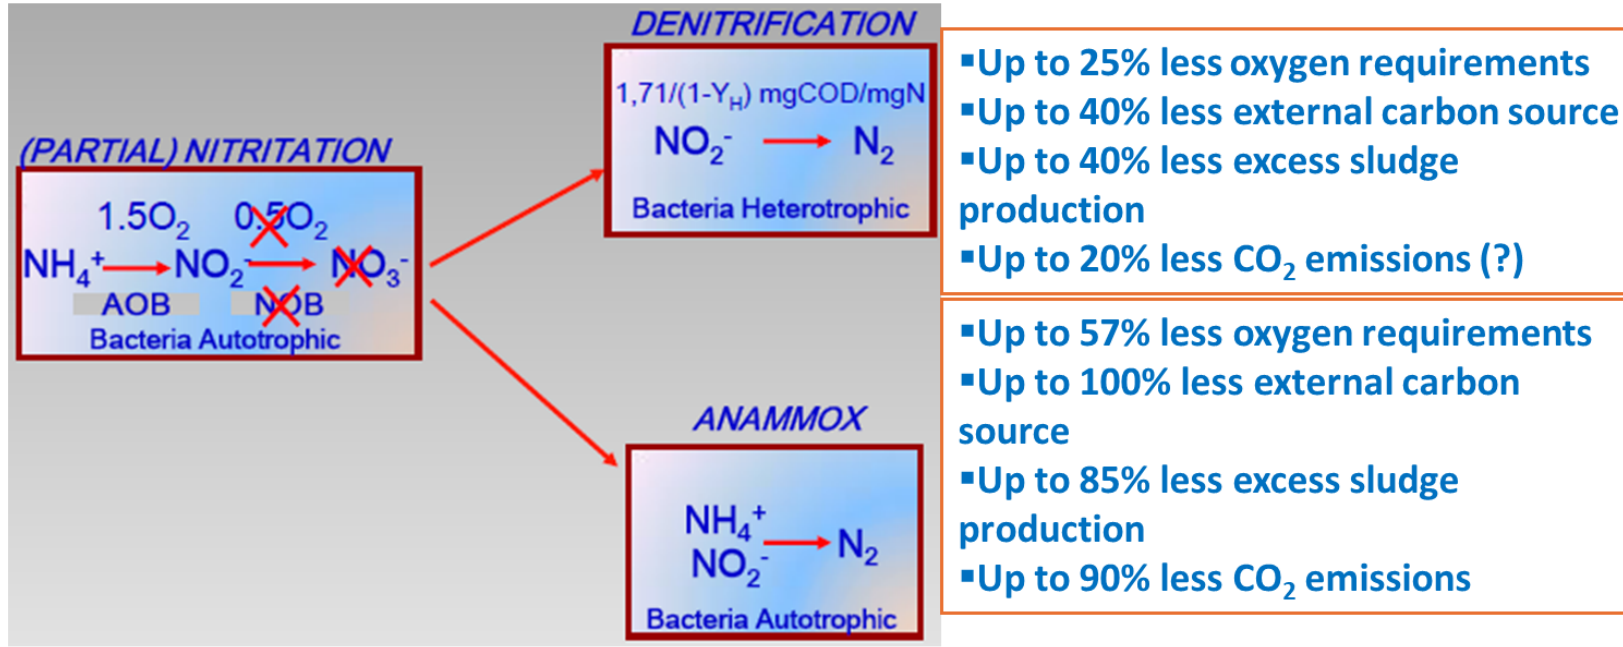 (PARTIAL) NITRITATION
1.5O₂ 0.5O₂
NH₄⁺ NO₂⁻ NO₃⁻
AOB NOB
Bacteria Autotrophic
DENITRIFICATION
1,71/(1-Y_H) mgCOD/mgN
NO₂⁻ N₂
Bacteria Heterotrophic
ANAMMOX
NH₄⁺
NO₂⁻ N₂
Bacteria Autotrophic
▪Up to 25% less oxygen requirements
▪Up to 40% less external carbon source
▪Up to 40% less excess sludge
production
▪Up to 20% less CO₂ emissions (?)
▪Up to 57% less oxygen requirements
▪Up to 100% less external carbon
source
▪Up to 85% less excess sludge
production
▪Up to 90% less CO₂ emissions